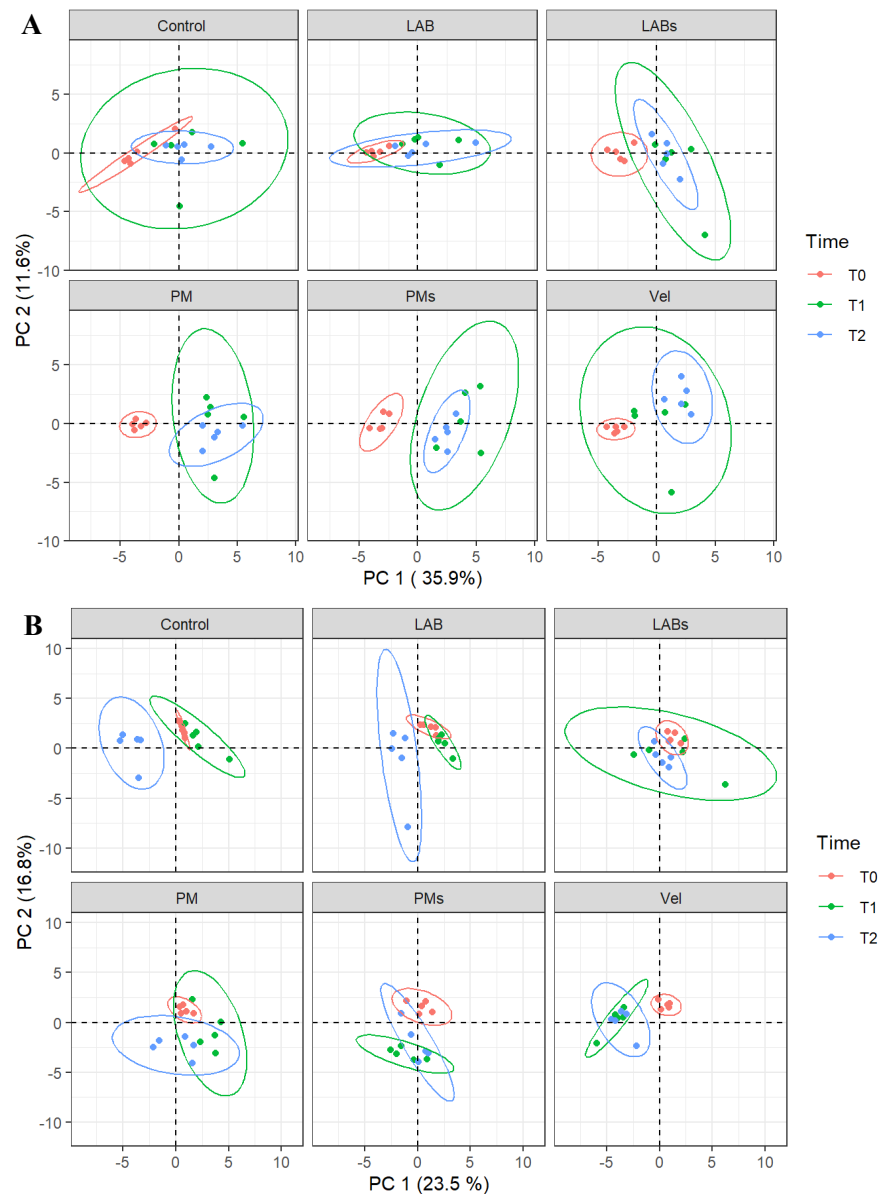 A
Control LAB LABs
5
0
-5
-10
PM PMs Vel
5
0
-5
-10
-5 0 5 10 -5 0 5 10 -5 0 5 10
PC 1 ( 35.9%)
PC 2 (11.6%)
Time
T0
T1
T2
B
Control LAB LABs
10
5
0
-5
-10
PM PMs Vel
10
5
0
-5
-10
-5 0 5 10 -5 0 5 10 -5 0 5 10
PC 1 (23.5 %)
PC 2 (16.8%)
Time
T0
T1
T2